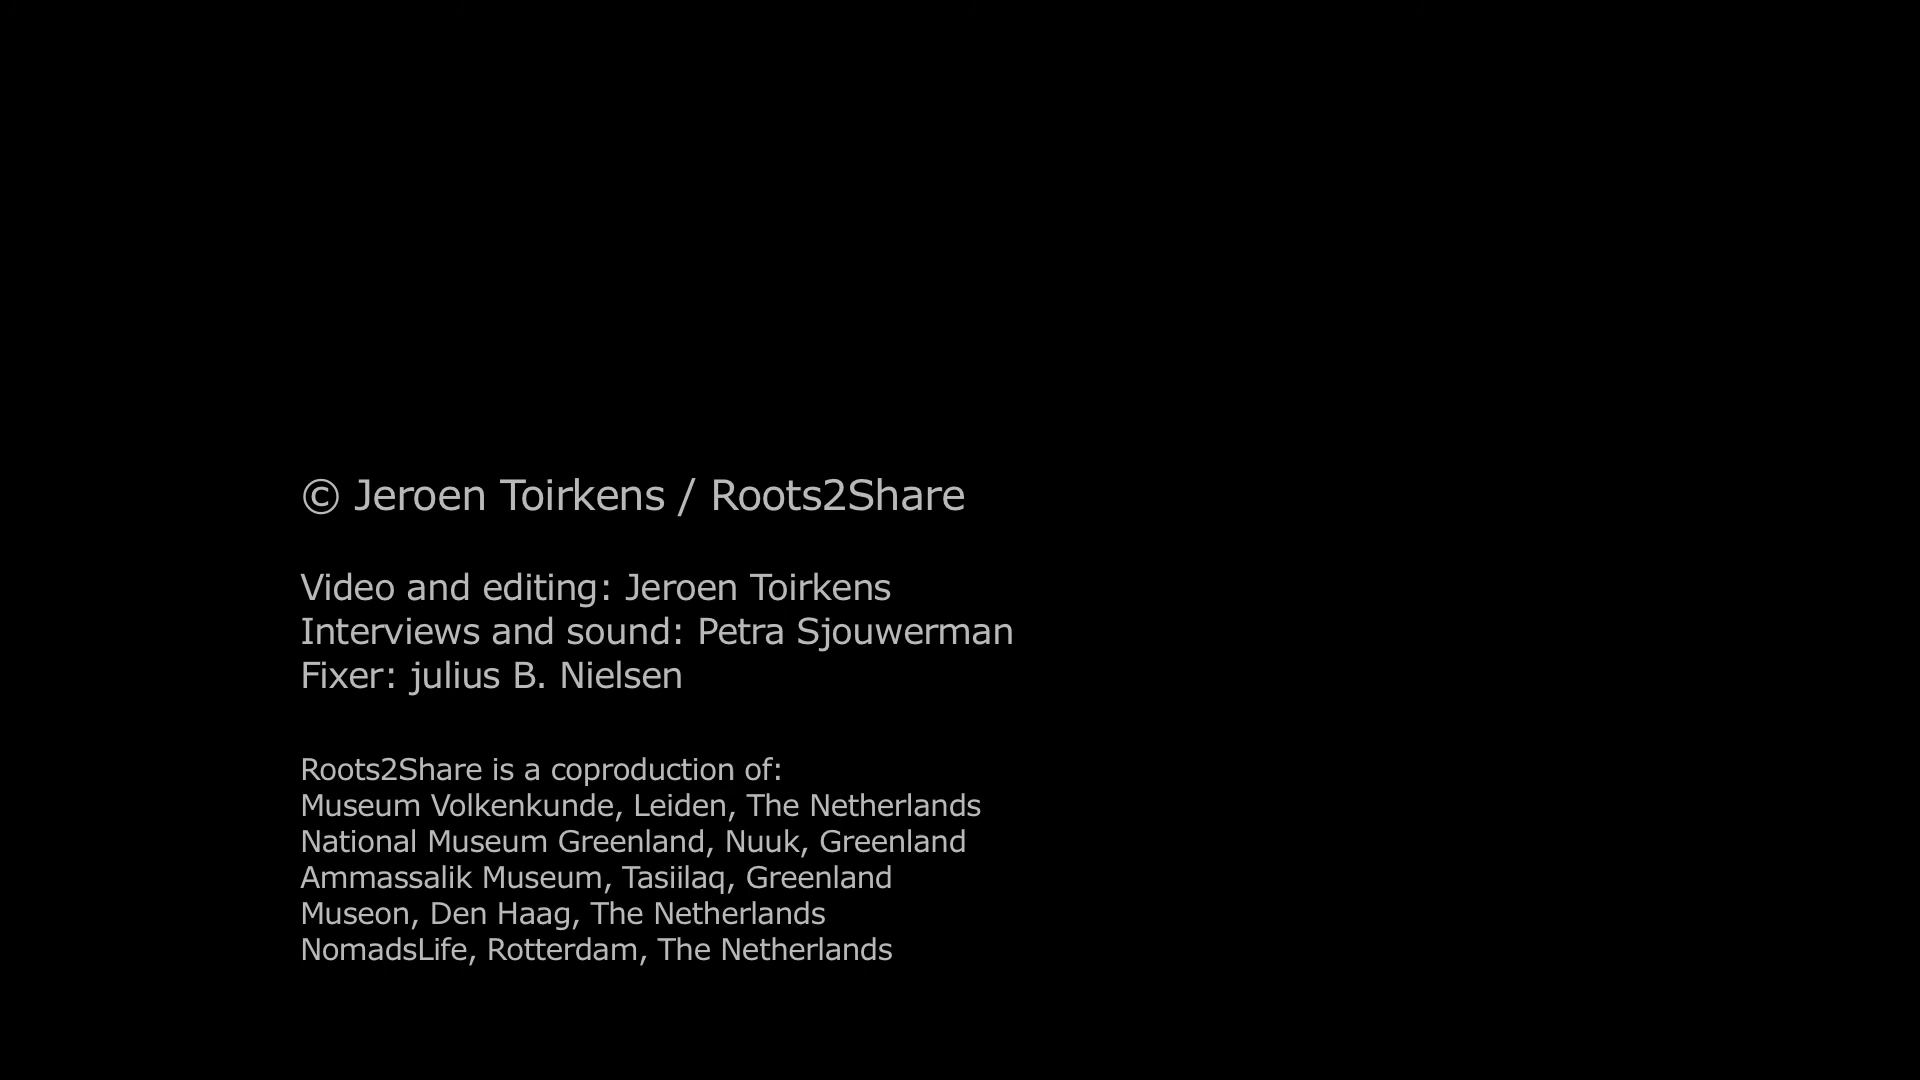 © Jeroen Toirkens / Roots2Share
Video and editing: Jeroen Toirkens
Interviews and sound: Petra Sjouwerman
Fixer: julius B. Nielsen
Roots2Share is a coproduction of:
Museum Volkenkunde, Leiden, The Netherlands
National Museum Greenland, Nuuk, Greenland
Ammassalik Museum, Tasiilaq, Greenland
Museon, Den Haag, The Netherlands
NomadsLife, Rotterdam, The Netherlands